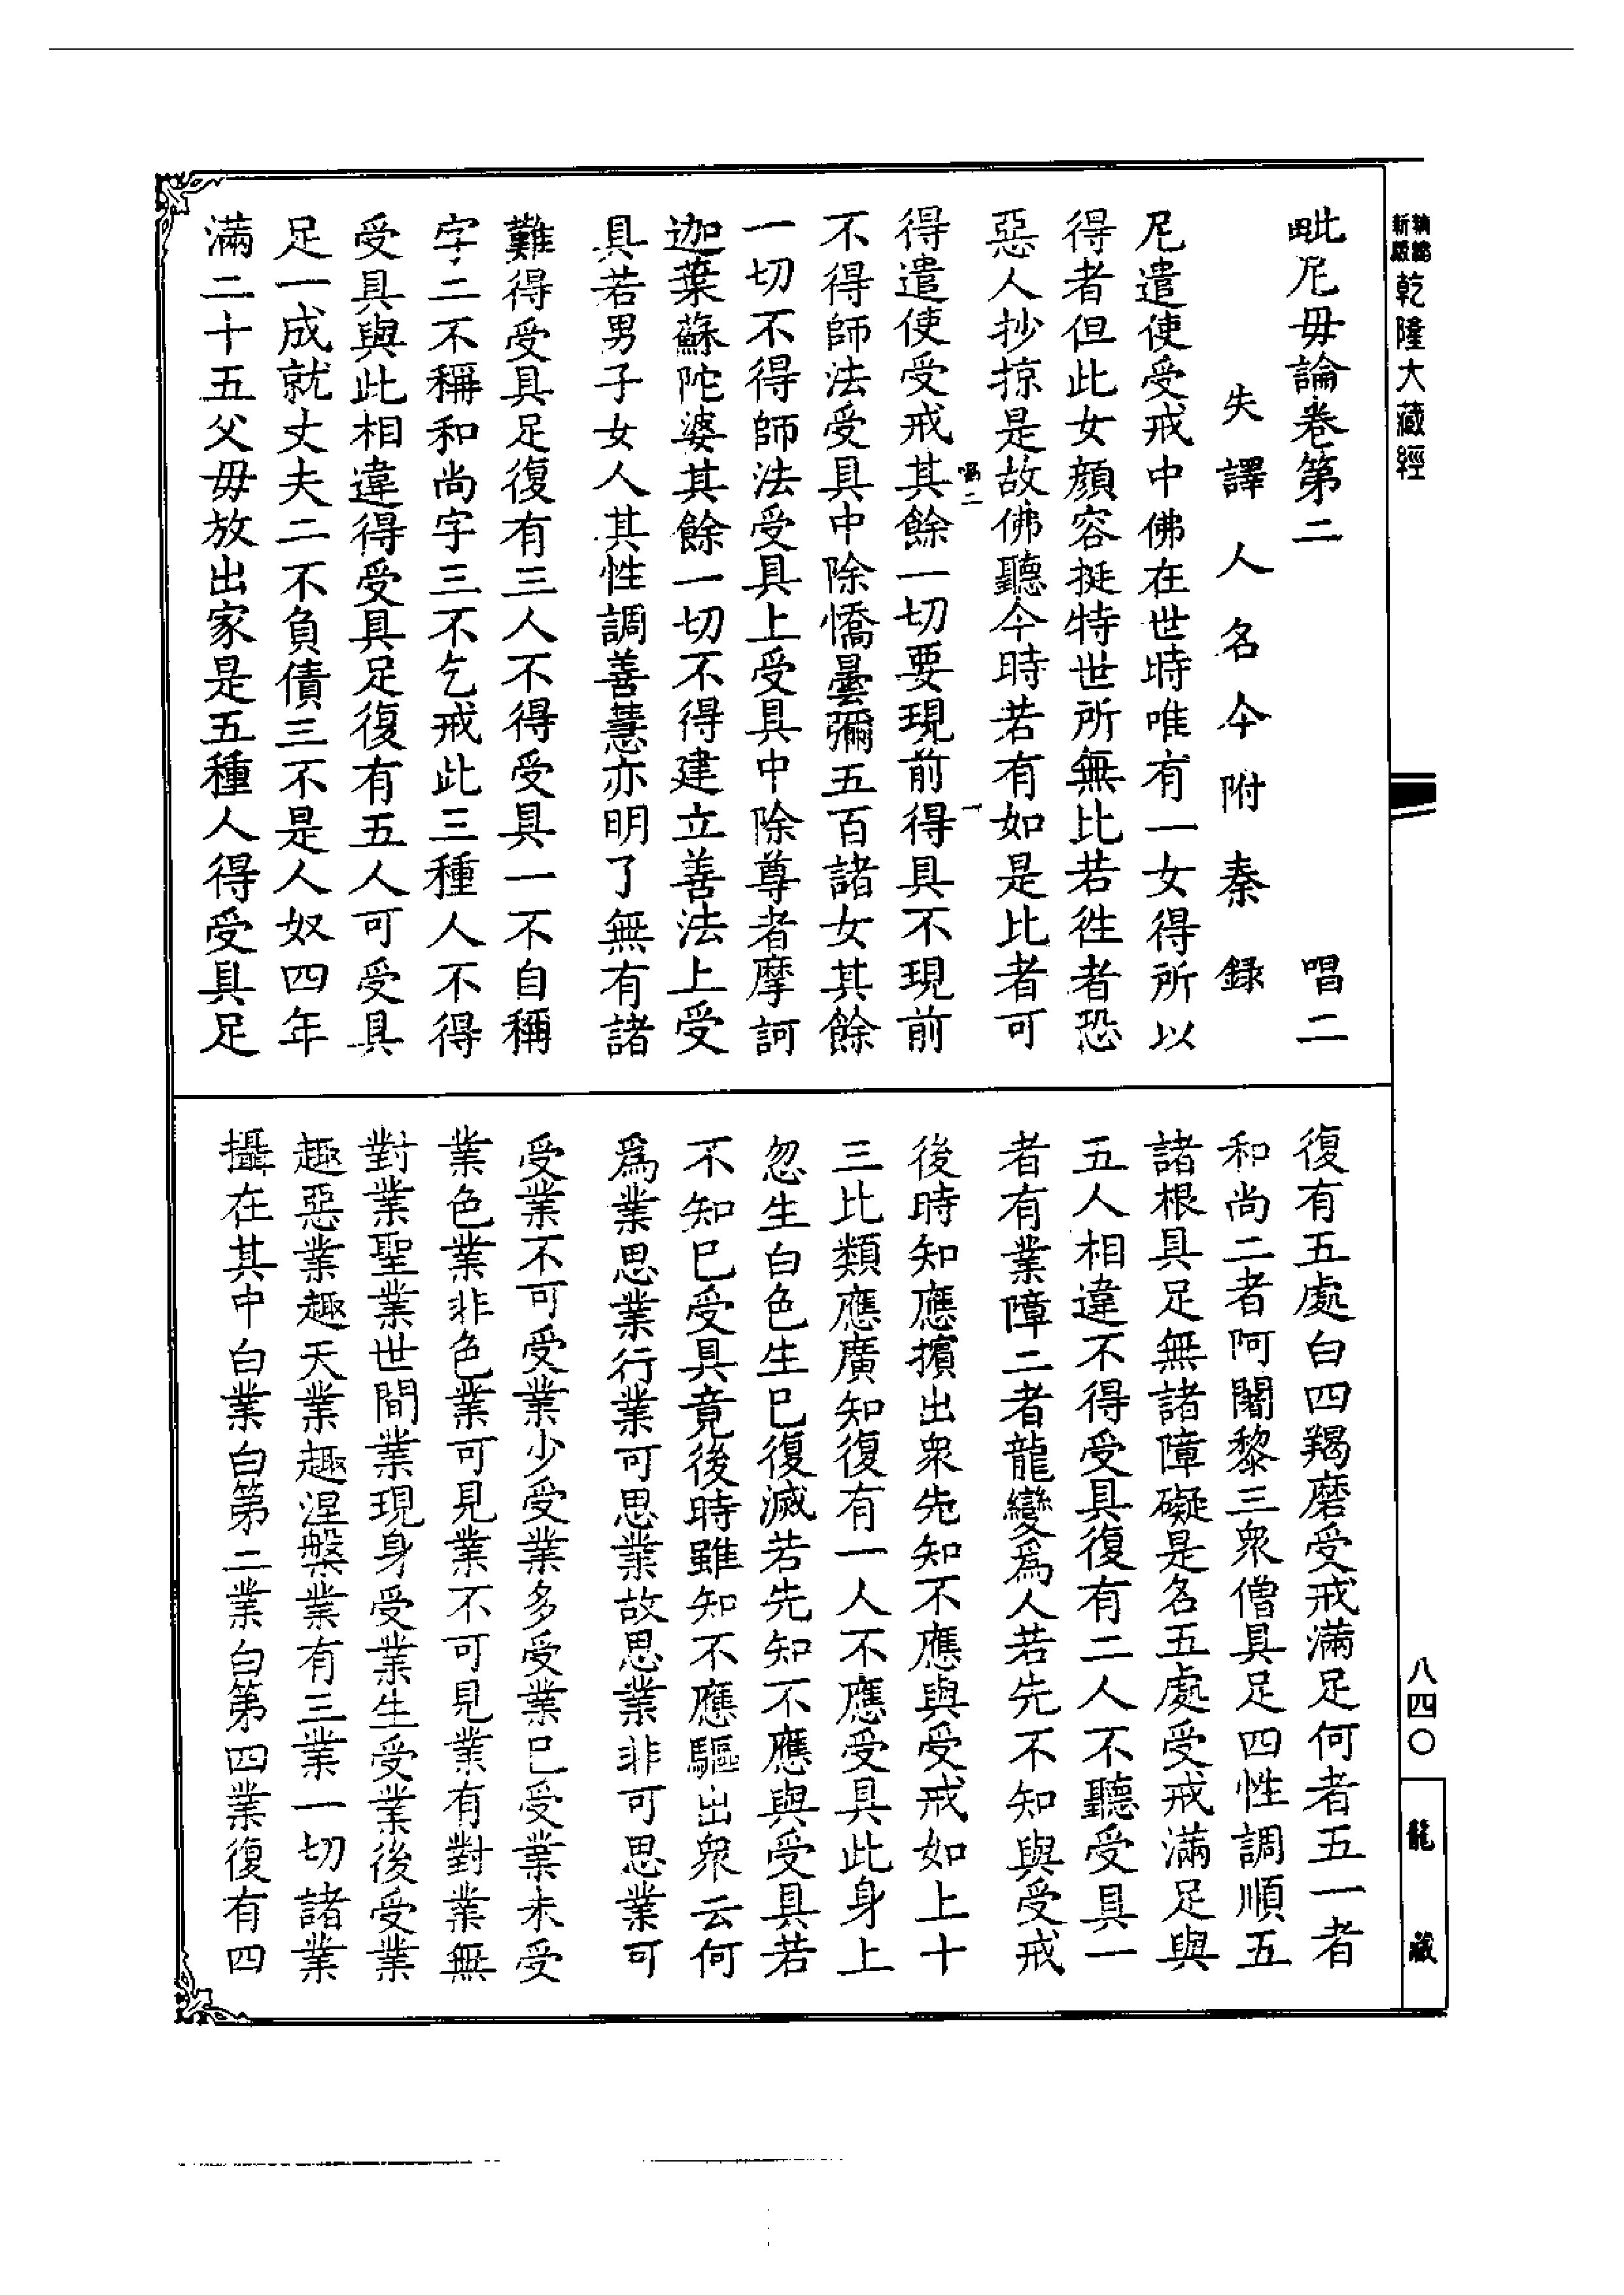 新版
乾隆大藏經
毗尼毋論卷第二 唱二
失譯人名今附秦錄
尼遣使受戒中佛在世時唯有一女得所以
得者但此女顏容挺特世所無比若徃者恐
惡人抄掠是故佛聽今時若有如是比者可
唱二 一
得遣使受戒其餘一切要現前得具不現前
不得師法受具中除憍曇彌五百諸女其餘
一切不得師法受具上受具中除尊者摩訶
迦葉蘇陀婆其餘一切不得建立善法上受
具若男子女人其性調善慧亦明了無有諸
難得受具足復有三人不得受具一不自稱
字二不稱和尚字三不乞戒此三種人不得
受具與此相違得受具足復有五人可受具
足一成就丈夫二不負債三不是人奴四年
滿二十五父毋放出家是五種人得受具足
復有五處白四羯磨受戒滿足何者五一者
和尚二者阿闍黎三眾僧具足四性調順五
諸根具足無諸障礙是名五處受戒滿足與
五人相違不得受具復有二人不聽受具一
者有業障二者龍變為人若先不知與受戒
後時知應擯出眾先知不應與受戒如上十
三比類應廣知復有一人不應受具此身上
忽生白色生巳復滅若先知不應與受具若
不知巳受具竟後時雖知不應驅出眾云何
為業思業行業可思業故思業非可思業可
受業不可受業少受業多受業巳受業未受
業色業非色業可見業不可見業有對業無
對業聖業世間業現身受業生受業後受業
趣惡業趣天業趣涅槃業有三業一切諸業
攝在其中白業白第二業白第四業復有四
八四〇
龍藏